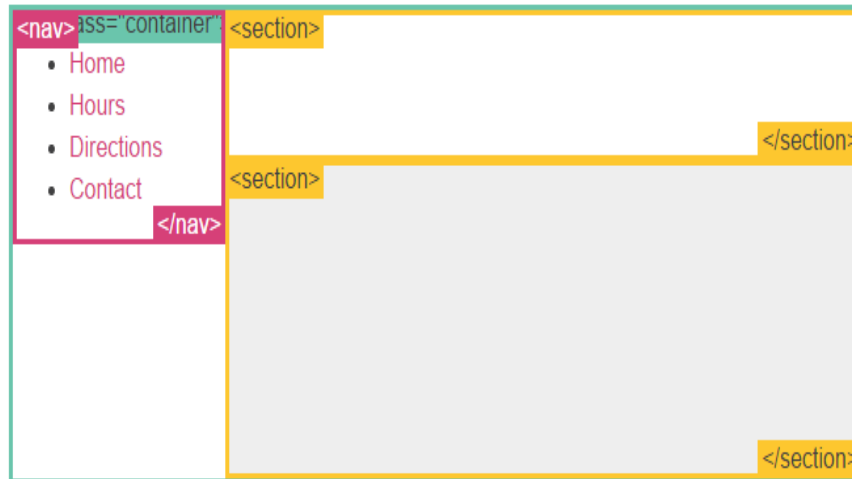 <nav>ass="container"
Home
Hours
Directions
Contact
</nav>
<section>
</section>
<section>
</section>